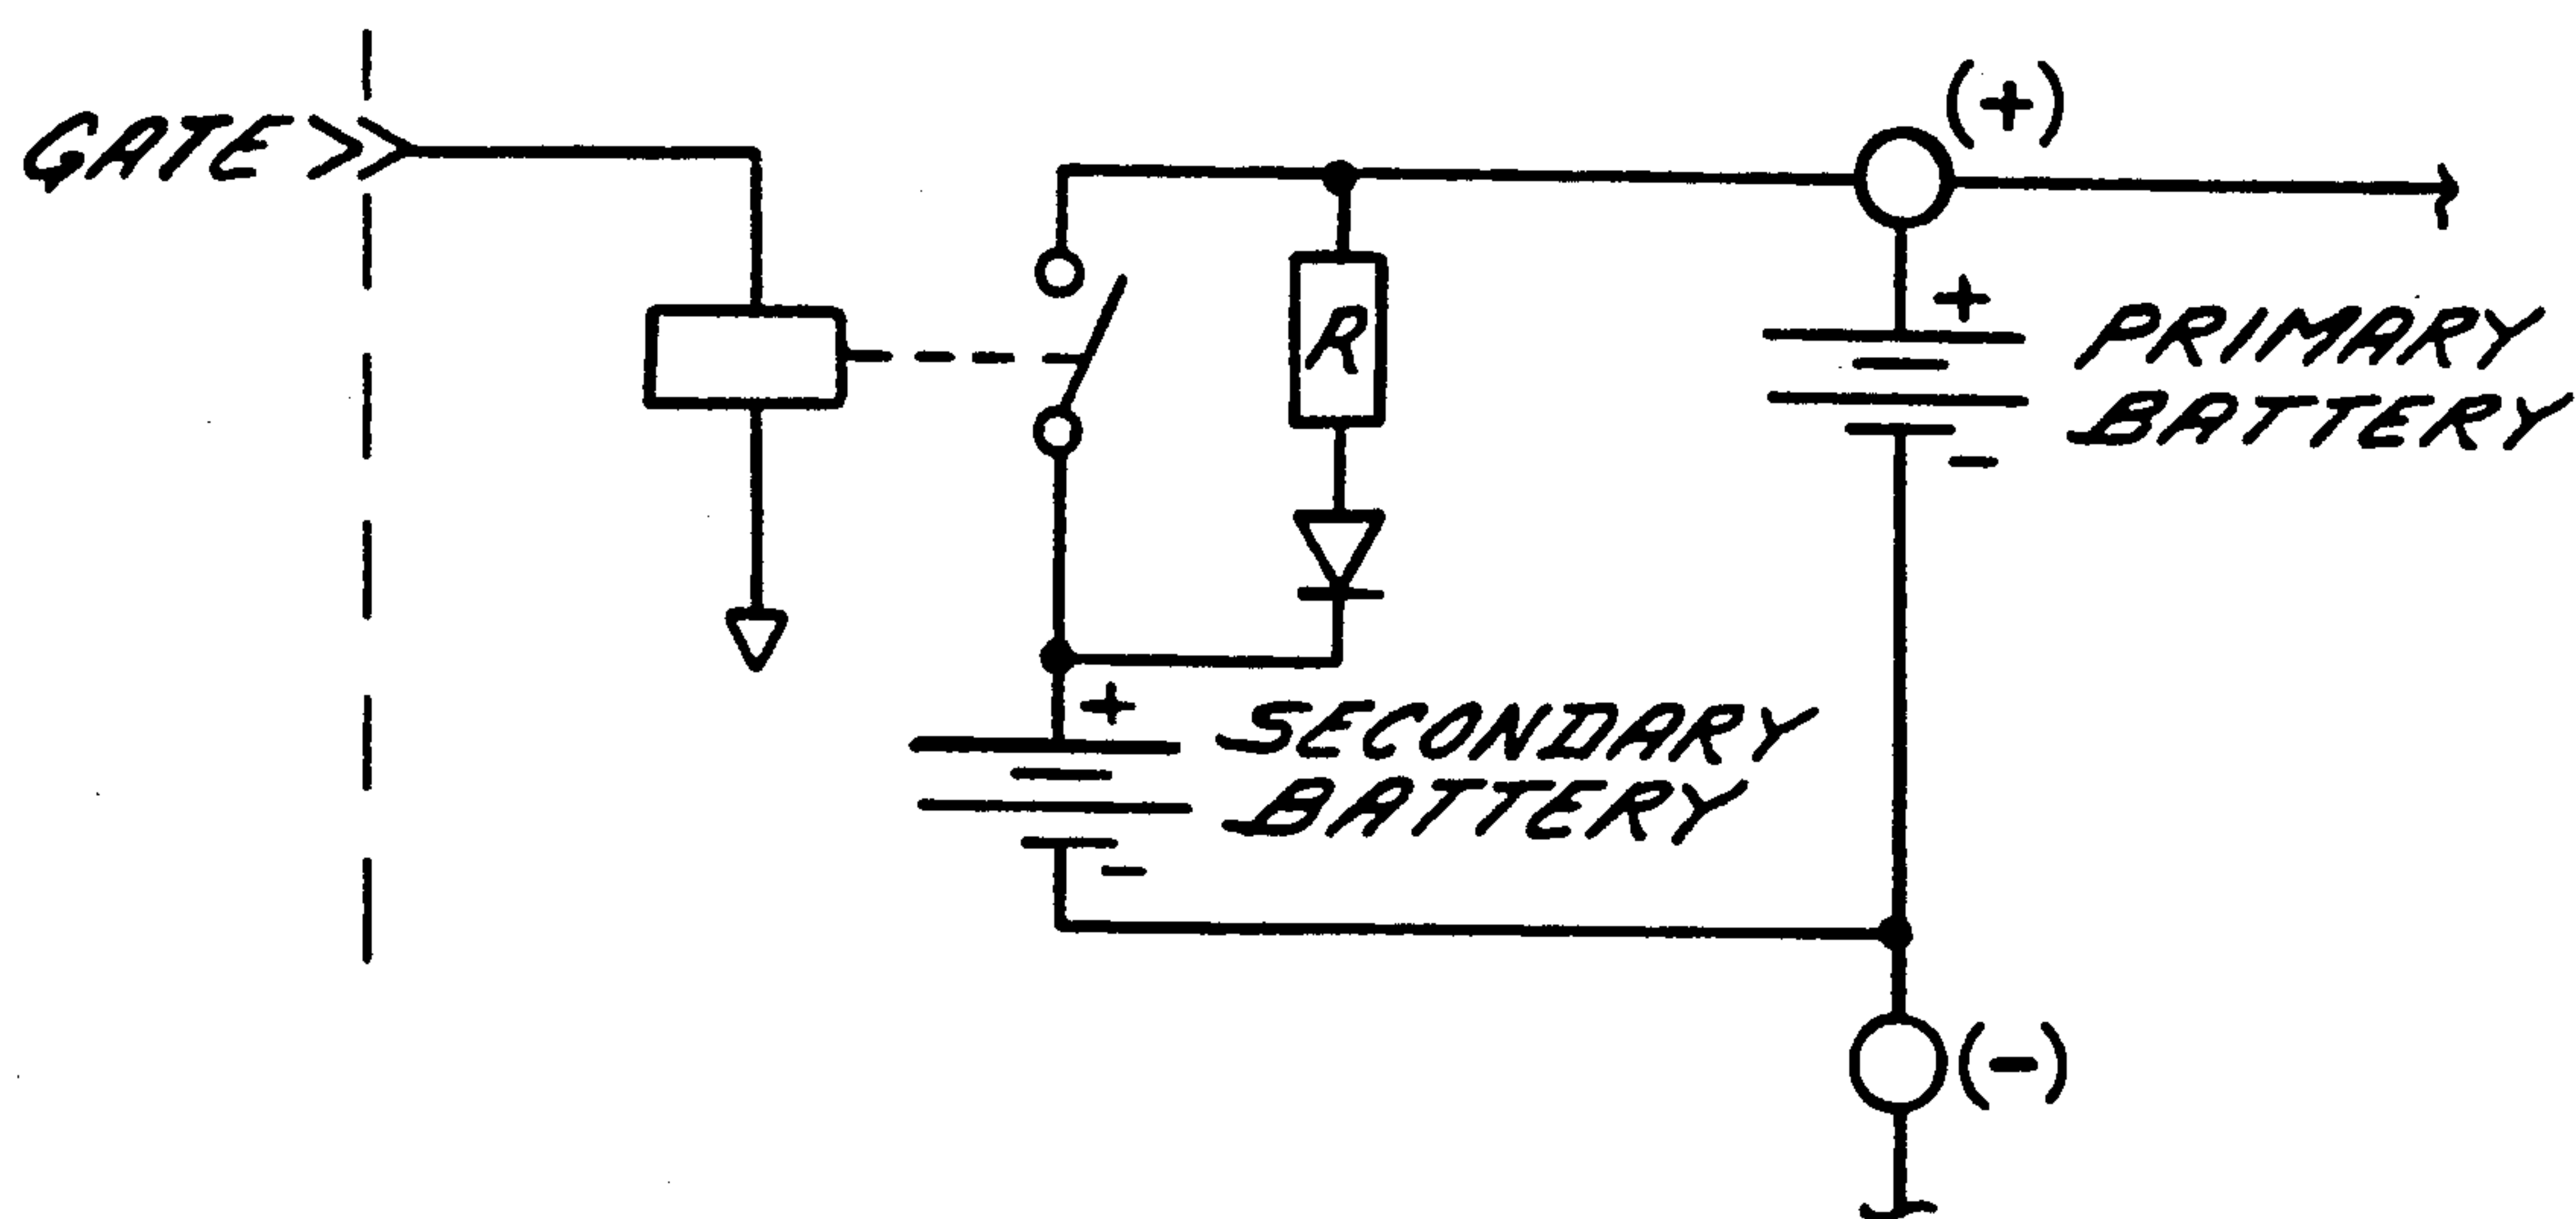 GATE >>
(+)
R
+
PRIMARY
BATTERY
-
+
SECONDARY
BATTERY
-
(-)